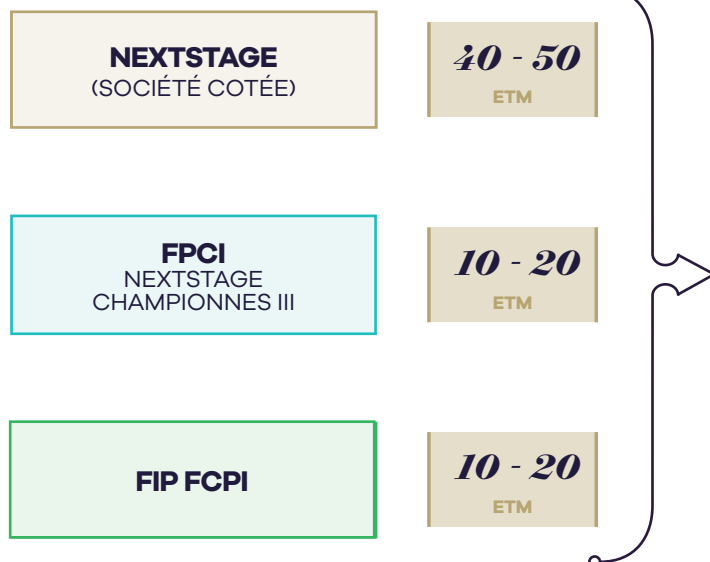 NEXTSTAGE
(SOCIÉTÉ COTÉE)
40 - 50
ETM
FPCI
NEXTSTAGE
CHAMPIONNES III
10 - 20
ETM
FIP FCPI
10 - 20
ETM